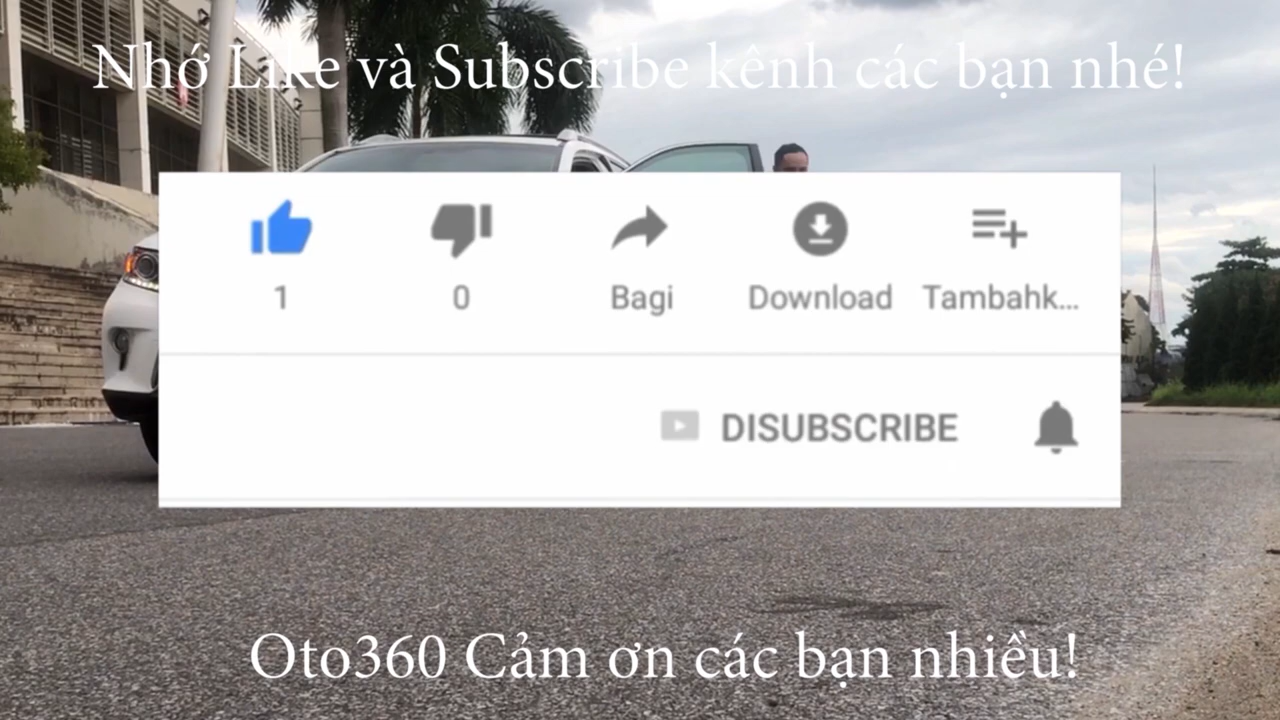 Nhớ Like và Subscribe kênh các bạn nhé!
1 0 Bagi Download Tambahk...
DISUBSCRIBE
Oto360 Cảm ơn các bạn nhiều!